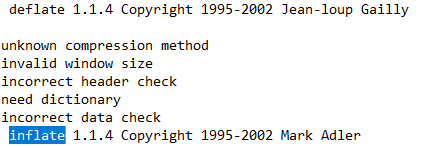 deflate 1.1.4 Copyright 1995-2002 Jean-loup Gailly
unknown compression method
invalid window size
incorrect header check
need dictionary
incorrect data check
inflate 1.1.4 Copyright 1995-2002 Mark Adler